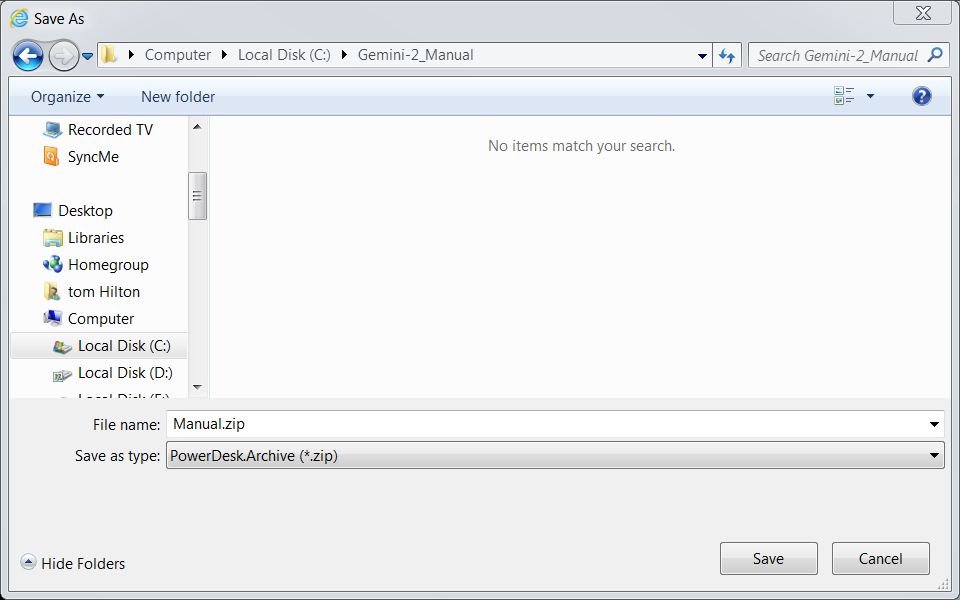 Save As
Computer
Local Disk (C:)
Gemini-2_Manual
Search Gemini-2_Manual
Organize
New folder
Recorded TV
SyncMe
Desktop
Libraries
Homegroup
tom Hilton
Computer
Local Disk (C:)
Local Disk (D:)
No items match your search.
File name: Manual.zip
Save as type: PowerDesk.Archive (*.zip)
Hide Folders
Save
Cancel